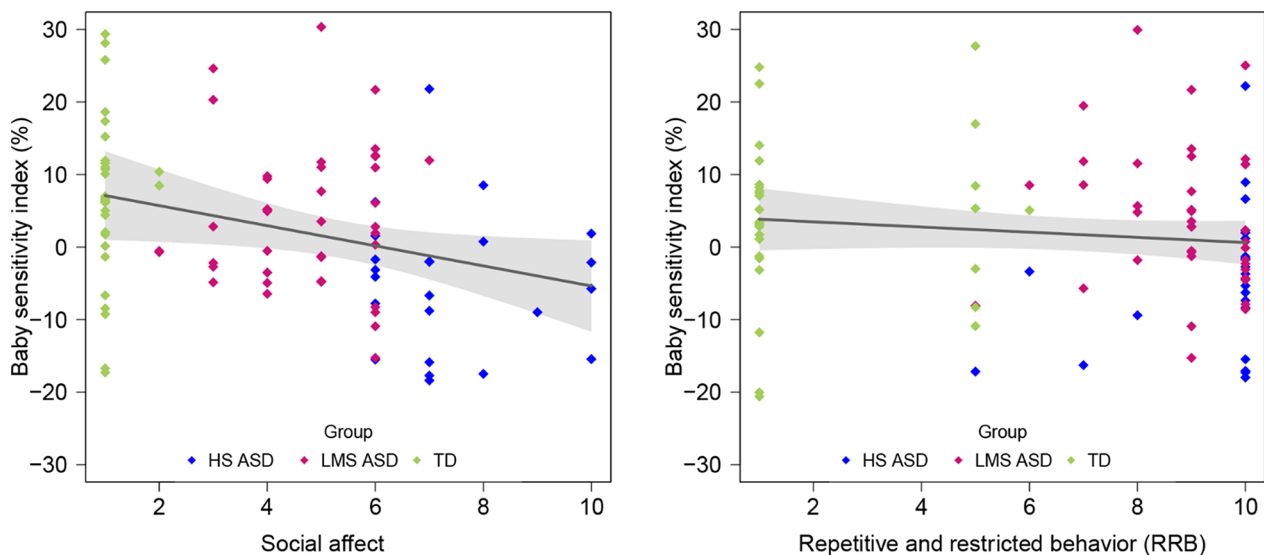 30
20
10
0
−10
−20
−30
Baby sensitivity index (%)
Group
HS ASD LMS ASD TD
2 4 6 8 10
Social affect
30
20
10
0
−10
−20
−30
Baby sensitivity index (%)
Group
HS ASD LMS ASD TD
2 4 6 8 10
Repetitive and restricted behavior (RRB)